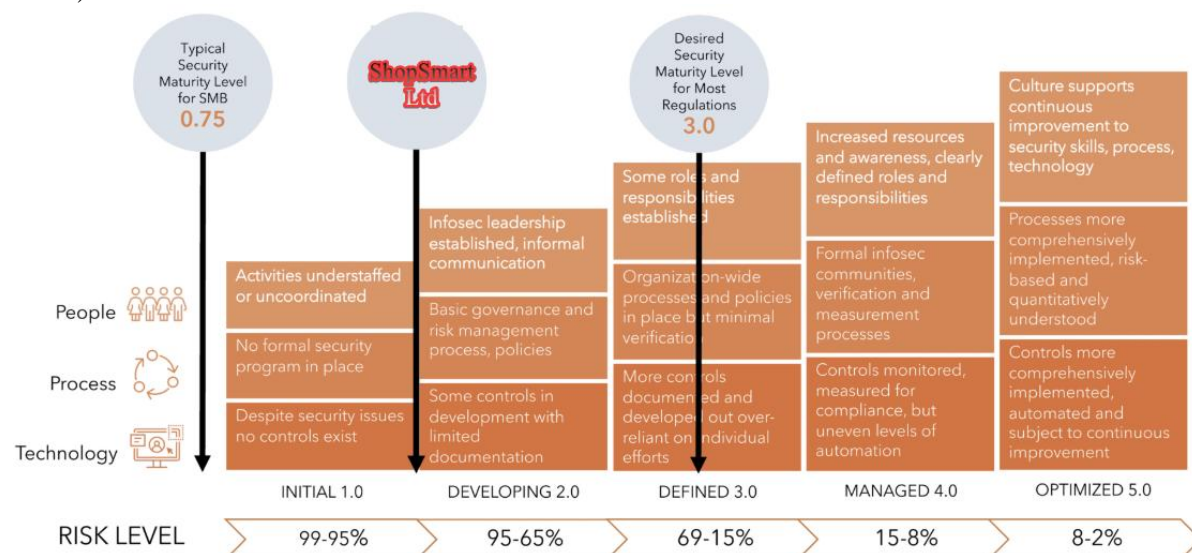 Typical
Security
Maturity Level
for SMB
0.75
ShopSmart
Ltd
Desired
Security
Maturity Level
for Most
Regulations
3.0
People
Process
Technology
Activities understaffed
or uncoordinated
No formal security
program in place
Despite security issues
no controls exist
INITIAL 1.0
Infosec leadership
established, informal
communication
Basic governance and
risk management
process, policies
Some controls in
development with
limited
documentation
DEVELOPING 2.0
Some roles and
responsibilities
established
Organization-wide
processes and policies
in place but minimal
verification
More controls
documented and
developed out over-
reliant on individual
efforts
DEFINED 3.0
Increased resources
and awareness, clearly
defined roles and
responsibilities
Formal infosec
communities,
verification and
measurement
processes
Controls monitored,
measured for
compliance, but
uneven levels of
automation
MANAGED 4.0
Culture supports
continuous
improvement to
security skills, process,
technology
Processes more
comprehensively
implemented, risk-
based and
quantitatively
understood
Controls more
comprehensively
implemented,
automated and
subject to continuous
improvement
OPTIMIZED 5.0
RISK LEVEL
99-95%
95-65%
69-15%
15-8%
8-2%